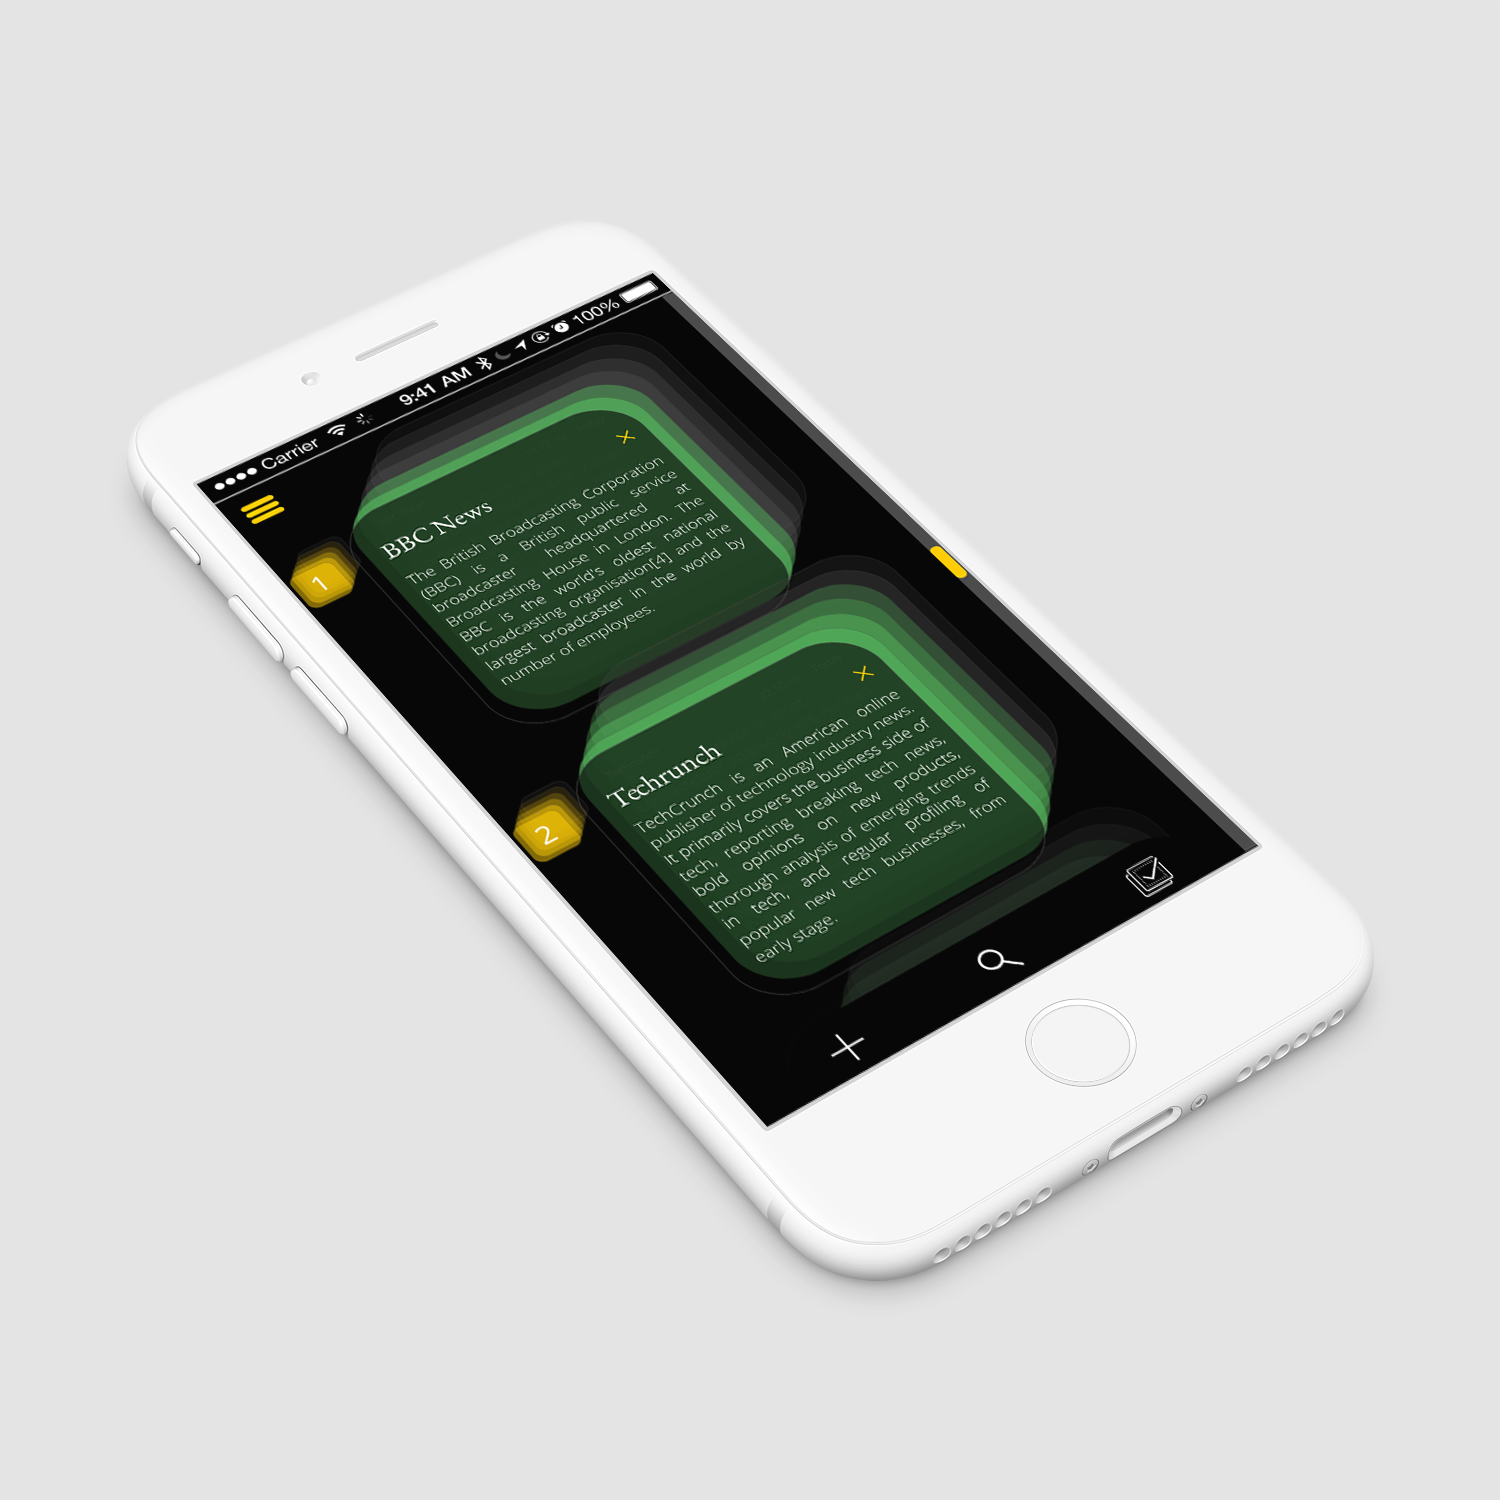 Carrier 9:41 AM 100%
1
BBC News
The British Broadcasting Corporation
(BBC) is a British public service
broadcaster headquartered at
Broadcasting House in London. The
BBC is the world's oldest national
broadcasting organisation[4] and the
largest broadcaster in the world by
number of employees.
2
Techrunch
TechCrunch is an American online
publisher of technology industry news.
It primarily covers the business side of
tech, reporting breaking tech news,
bold opinions on new products,
thorough analysis of emerging trends
in tech, and regular profiling of
popular new tech businesses, from
early stage.